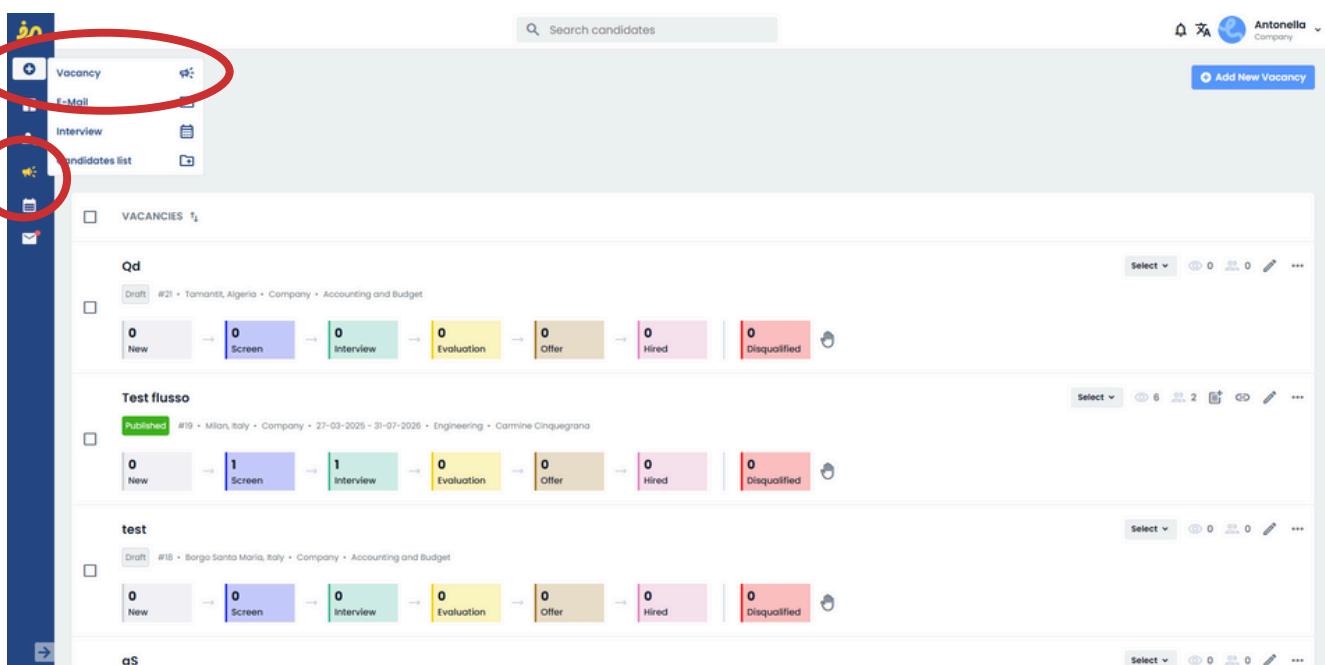 Search candidates
Antonella
Company
Vacancy
E-Mail
Interview
Candidates list
Add New Vacancy
VACANCIES
Qd
Select 0 0
Draft #21 • Tamantit, Algeria • Company • Accounting and Budget
0 0 0 0 0 0 0
New Screen Interview Evaluation Offer Hired Disqualified
Test flusso
Select 6 2
Published #19 • Milan, Italy • Company • 27-03-2025 - 31-07-2026 • Engineering • Carmine Cinquegrana
0 1 1 0 0 0 0
New Screen Interview Evaluation Offer Hired Disqualified
test
Select 0 0
Draft #18 • Borgo Santa Maria, Italy • Company • Accounting and Budget
0 0 0 0 0 0 0
New Screen Interview Evaluation Offer Hired Disqualified
Select 0 0